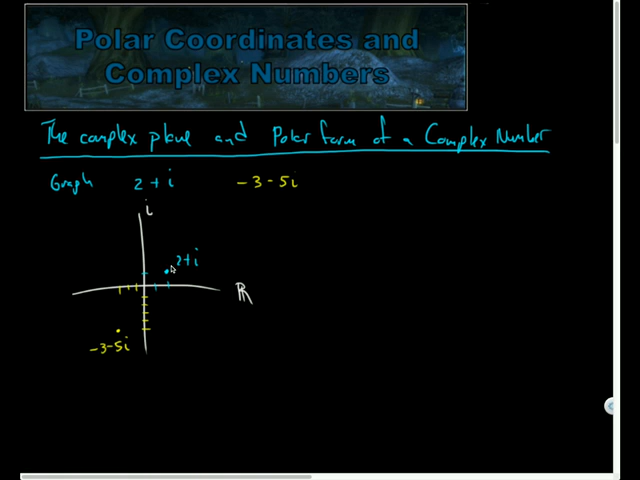 Polar Coordinates and
Complex Numbers
The complex plane and Polar form of a Complex Number
Graph 2 + i -3 - 5i
i
2+i
R
-3-5i